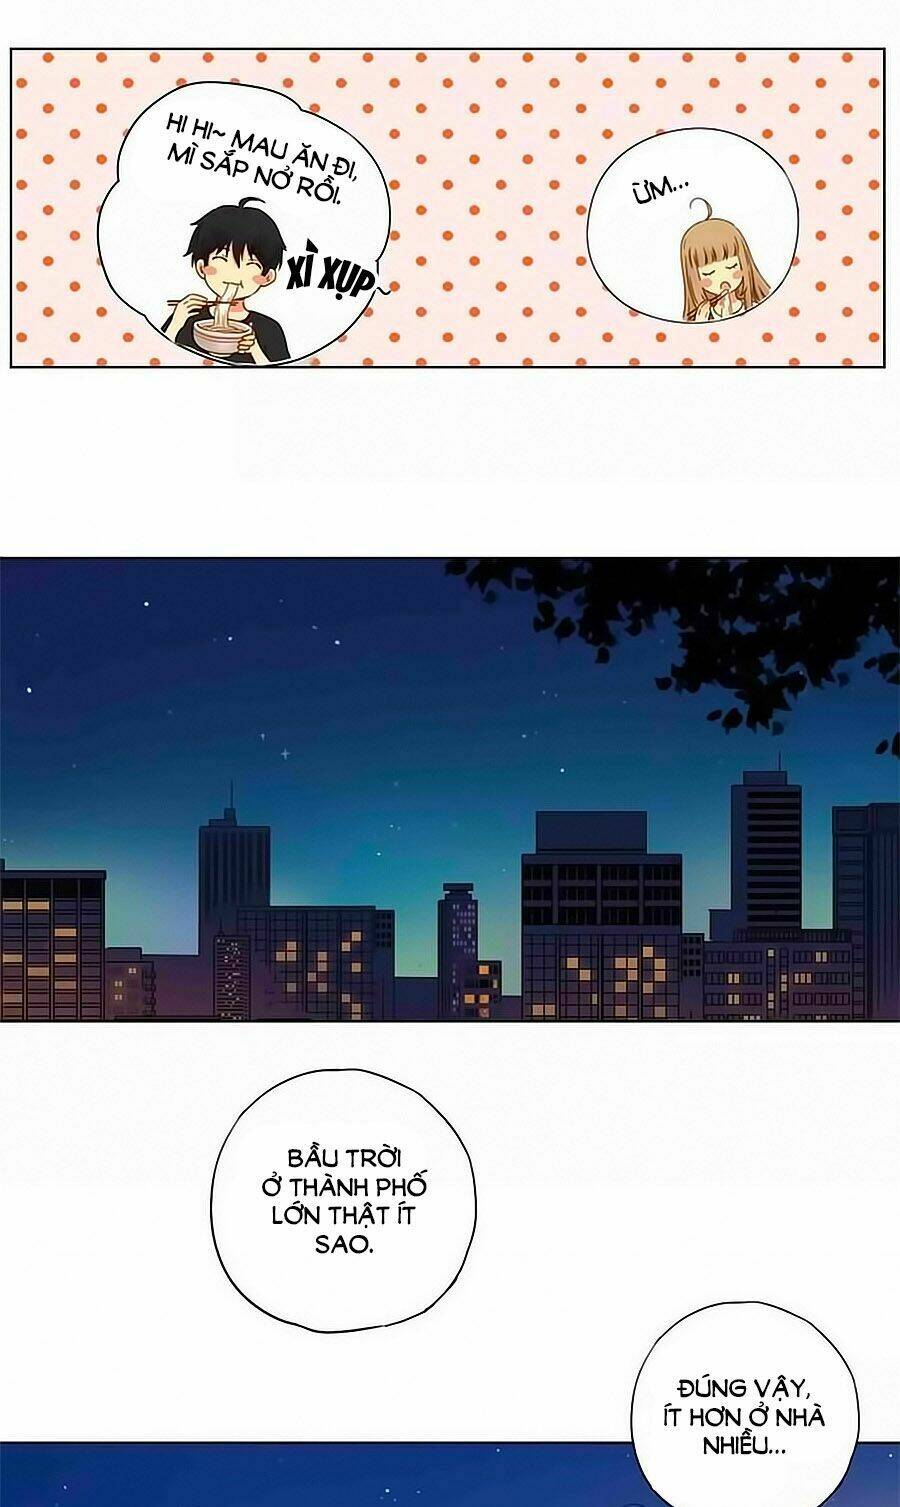 HI HI~ MAU ĂN ĐI,
MÌ SẮP NỞ RỒI.
XÌ XỤP~
ỪM...
BẦU TRỜI
Ở THÀNH PHỐ
LỚN THẬT ÍT
SAO.
ĐÚNG VẬY,
ÍT HƠN Ở NHÀ
NHIỀU...